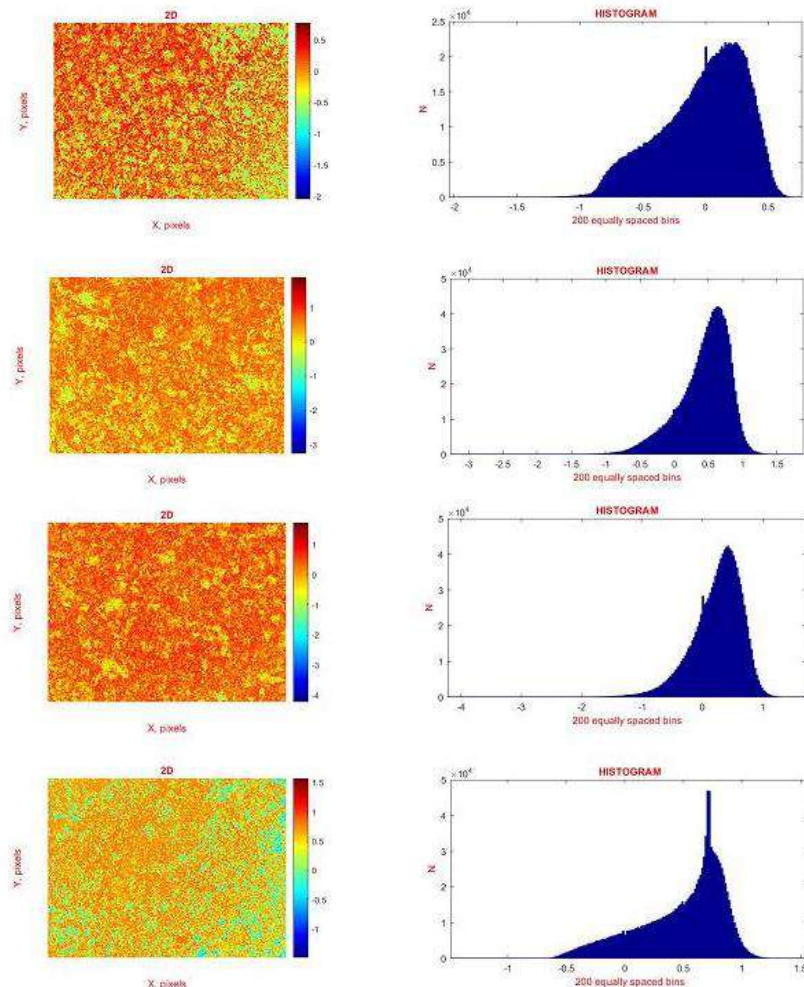 2D
HISTOGRAM
Y, pixels
X, pixels
0.5
0
-0.5
-1
-1.5
-2
N
×10⁴
2.5
2
1.5
1
0.5
0
-2 -1.5 -1 -0.5 0 0.5
200 equally spaced bins
2D
HISTOGRAM
Y, pixels
X, pixels
1
0
-1
-2
-3
N
×10⁴
5
4
3
2
1
0
-3 -2.5 -2 -1.5 -1 -0.5 0 0.5 1 1.5
200 equally spaced bins
2D
HISTOGRAM
Y, pixels
X, pixels
1
0
-1
-2
-3
-4
N
×10⁴
5
4
3
2
1
0
-4 -3 -2 -1 0 1
200 equally spaced bins
2D
HISTOGRAM
Y, pixels
X, pixels
1.5
1
0.5
0
-0.5
-1
N
×10⁴
5
4
3
2
1
0
-1 -0.5 0 0.5 1 1.5
200 equally spaced bins